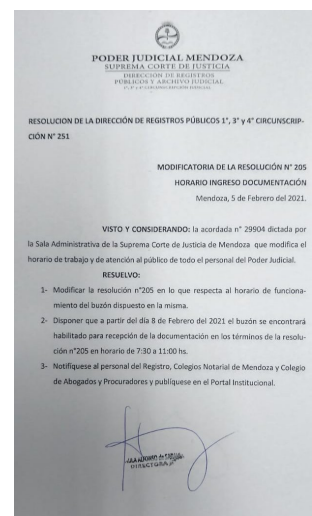 PODER JUDICIAL MENDOZA
SUPREMA CORTE DE JUSTICIA
DIRECCIÓN DE REGISTROS
PÚBLICOS Y ARCHIVO JUDICIAL
RESOLUCION DE LA DIRECCIÓN DE REGISTROS PÚBLICOS 1°, 3° y 4° CIRCUNSCRIP-
CIÓN N° 251
MODIFICATORIA DE LA RESOLUCIÓN N° 205
HORARIO INGRESO DOCUMENTACIÓN
Mendoza, 5 de Febrero del 2021.
VISTO Y CONSIDERANDO: la acordada n° 29904 dictada por
la Sala Administrativa de la Suprema Corte de Justicia de Mendoza que modifica el
horario de trabajo y de atención al público de todo el personal del Poder Judicial.
RESUELVO:
1- Modificar la resolución n°205 en lo que respecta al horario de funciona-
miento del buzón dispuesto en la misma.
2- Disponer que a partir del día 8 de Febrero del 2021 el buzón se encontrará
habilitado para recepción de la documentación en los términos de la resolu-
ción n°205 en horario de 7:30 a 11:00 hs.
3- Notifíquese al personal del Registro, Colegios Notarial de Mendoza y Colegio
de Abogados y Procuradores y publíquese en el Portal Institucional.
DIRECTORA